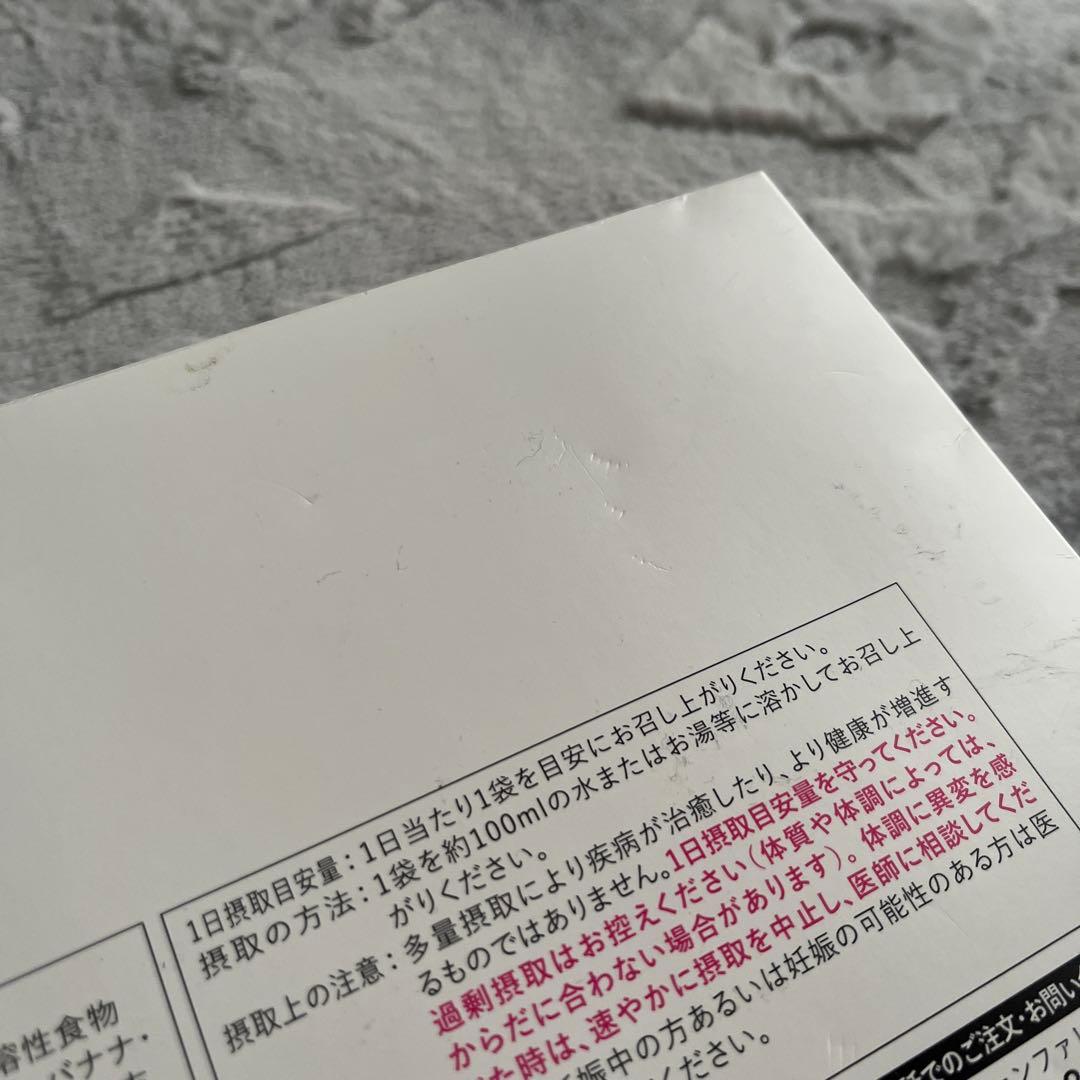 1日摂取目安量：1日当たり1袋を目安にお召し上がりください。
摂取の方法：1袋を約100mlの水またはお湯等に溶かしてお召し上
がりください。
摂取上の注意：多量摂取により疾病が治癒したり、より健康が増進す
るものではありません。1日摂取目安量を守ってください。
過剰摂取はお控えください（体質や体調によっては、
からだに合わない場合があります）。体調に異変を感
た時は、速やかに摂取を中止し、医師に相談してくだ
妊娠中の方あるいは妊娠の可能性のある方は医
ください。
溶性食物
バナナ・
でのご注文・お問い
ンファ